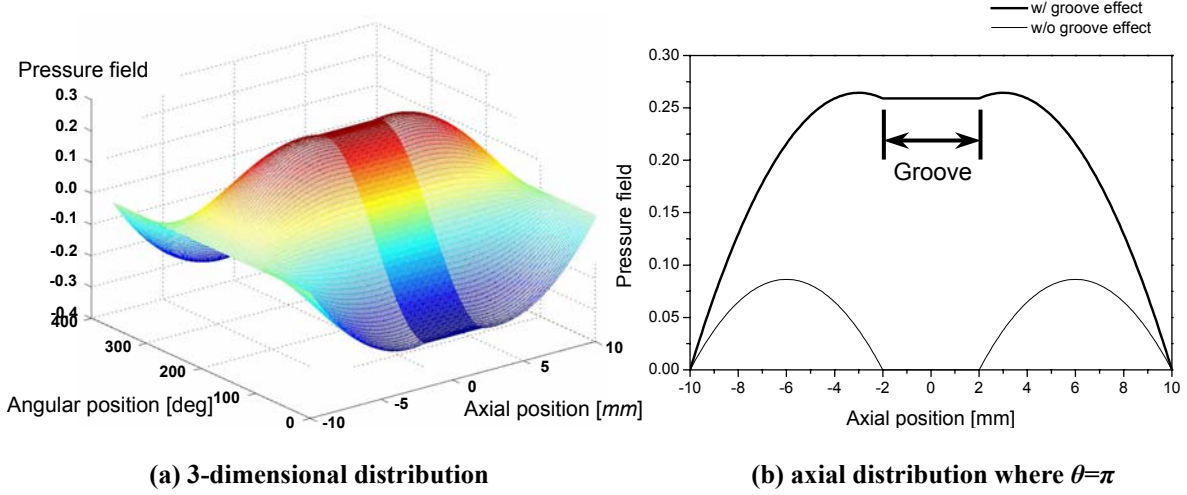 Pressure field
0.3
0.2
0.1
0.0
-0.1
-0.2
-0.3
-0.4
400
300
200
100
0
Angular position [deg]
-10
-5
0
5
10
Axial position [mm]
(a) 3-dimensional distribution
w/ groove effect
w/o groove effect
0.30
0.25
0.20
0.15
0.10
0.05
0.00
Pressure field
Groove
-10 -8 -6 -4 -2 0 2 4 6 8 10
Axial position [mm]
(b) axial distribution where θ=π